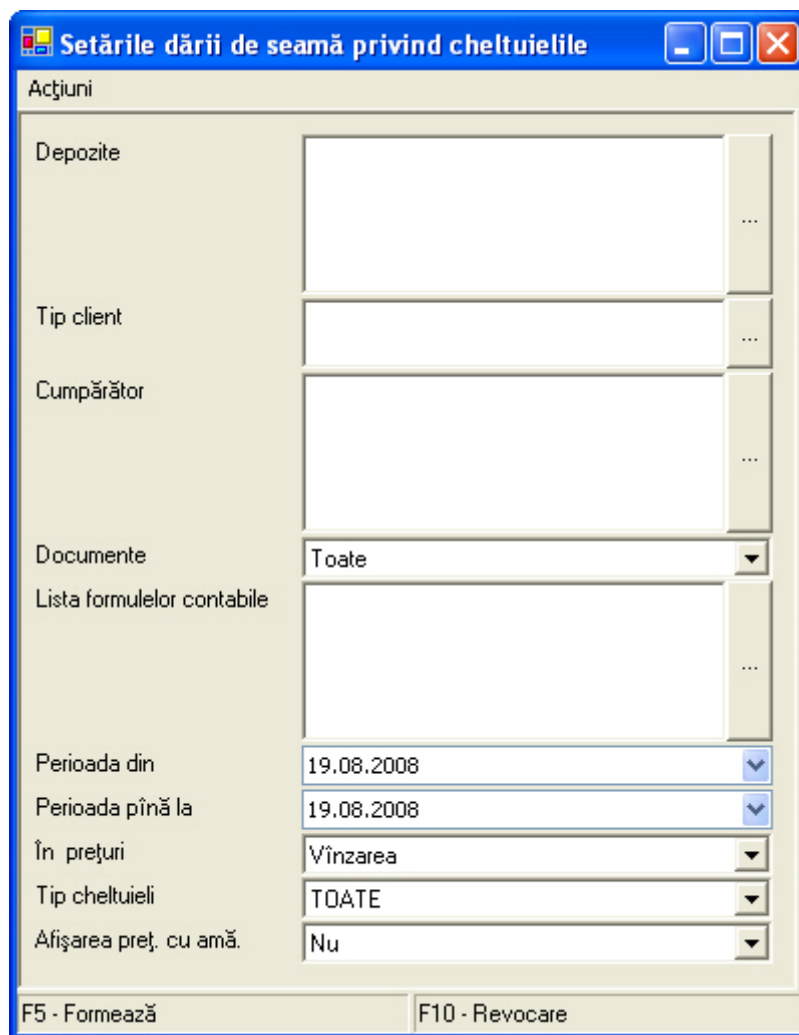 Setările dării de seamă privind cheltuielile
Acţiuni
Depozite
...
Tip client
...
Cumpărător
...
Documente Toate
Lista formulelor contabile
...
Perioada din 19.08.2008
Perioada pînă la 19.08.2008
În preţuri Vînzarea
Tip cheltuieli TOATE
Afişarea preţ. cu amă. Nu
F5 - Formează F10 - Revocare